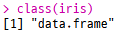 > class(iris)
[1] "data.frame"